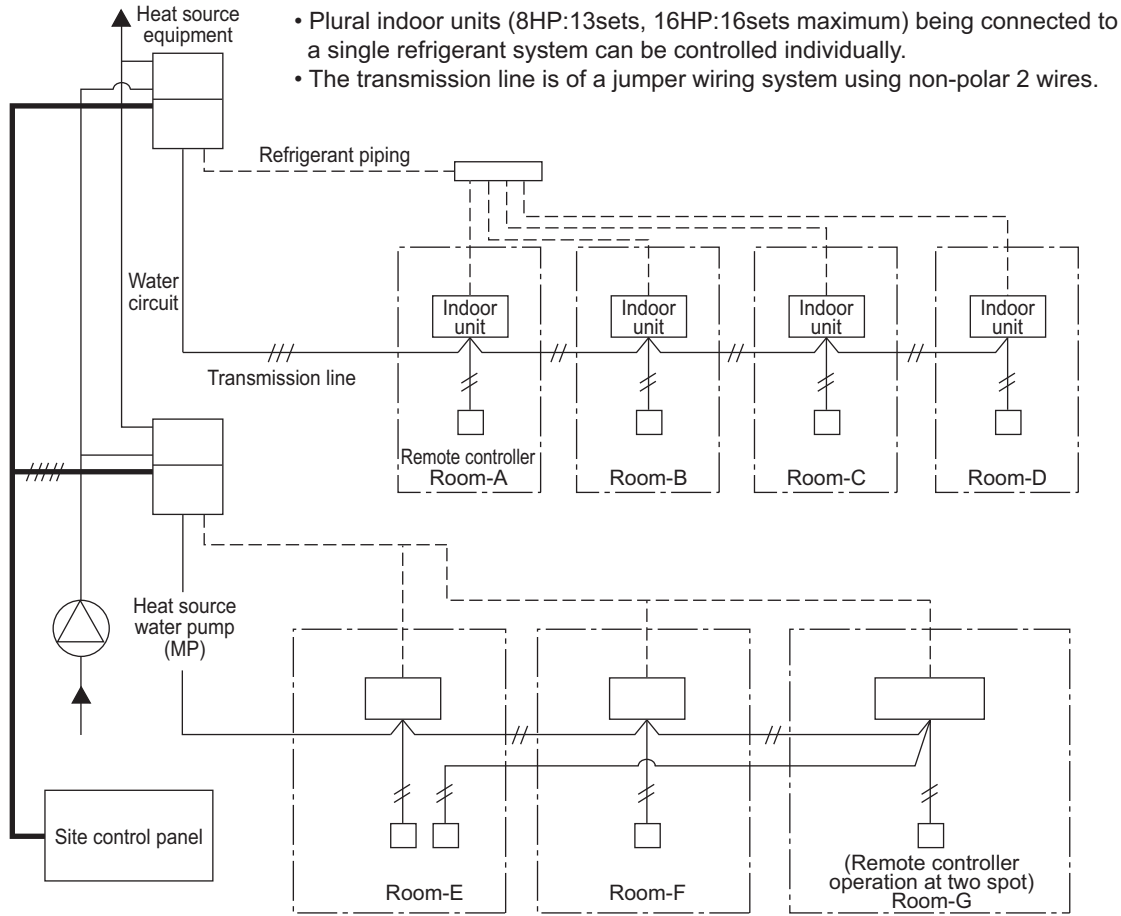 Heat source
equipment
• Plural indoor units (8HP:13sets, 16HP:16sets maximum) being connected to
a single refrigerant system can be controlled individually.
• The transmission line is of a jumper wiring system using non-polar 2 wires.
Refrigerant piping
Water
circuit
Indoor
unit
Indoor
unit
Indoor
unit
Indoor
unit
Transmission line
Remote controller
Room-A
Room-B
Room-C
Room-D
Heat source
water pump
(MP)
Site control panel
Room-E
Room-F
(Remote controller
operation at two spot)
Room-G